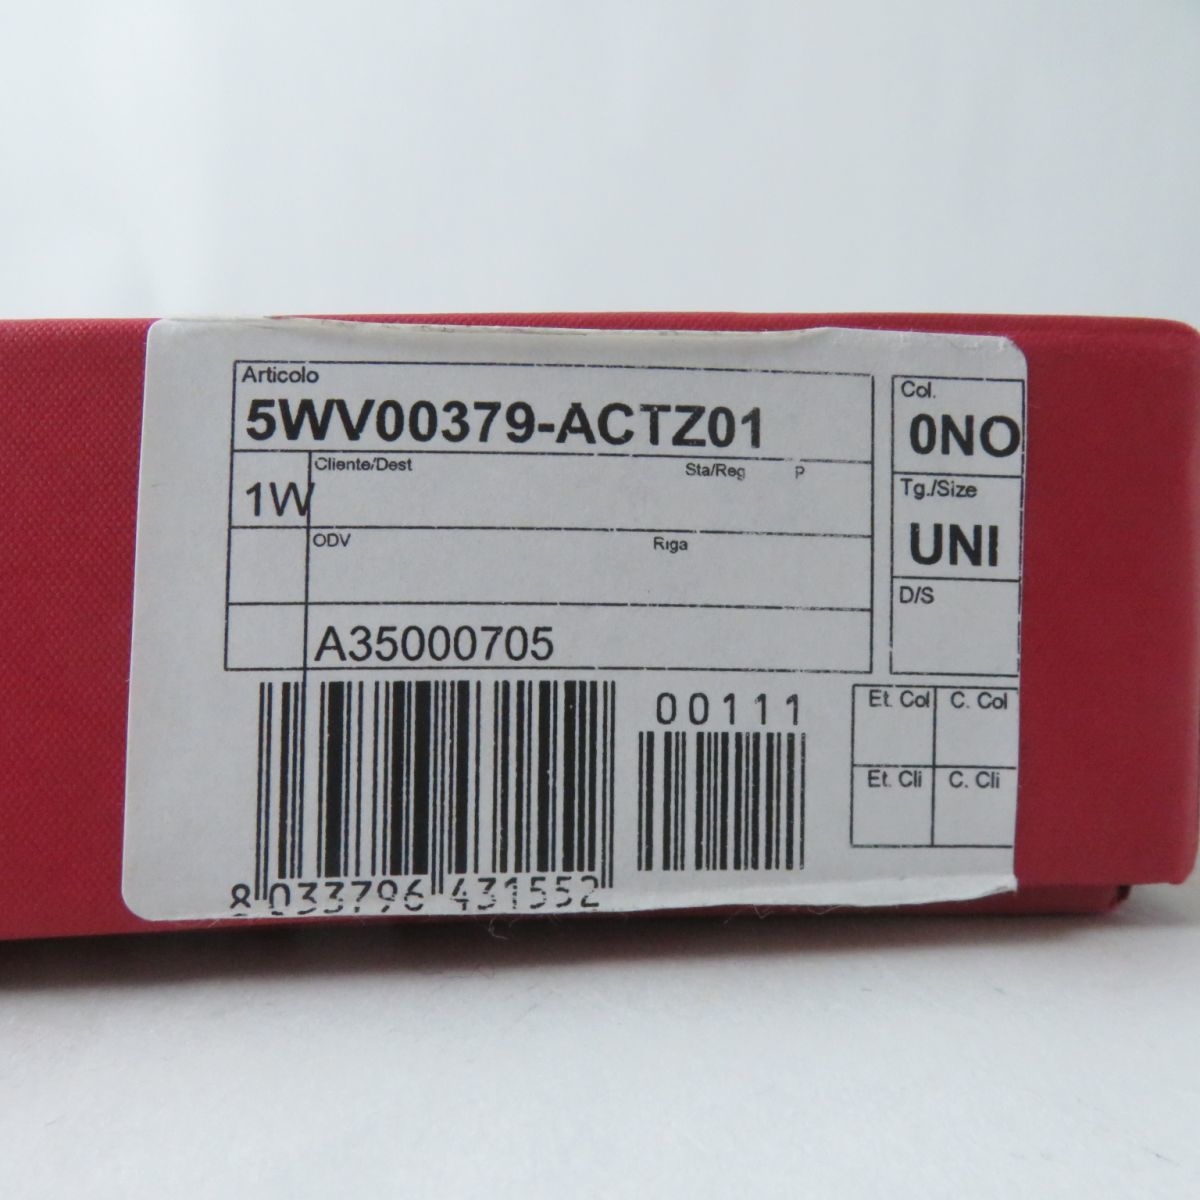 Articolo
5WV00379-ACTZ01
Col.
0NO
1W
Cliente/Dest
Sta/Reg
P
Tg./Size
UNI
ODV
Riga
D/S
A35000705
00111
Et. Col
C. Col
Et. Cli
C. Cli
8 033796 431552